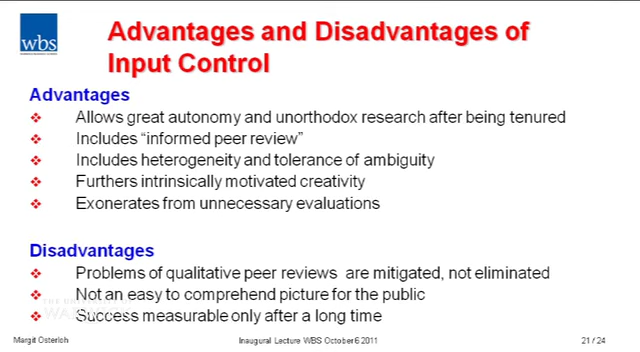 wbs
Advantages and Disadvantages of
Input Control
Advantages
❖ Allows great autonomy and unorthodox research after being tenured
❖ Includes “informed peer review”
❖ Includes heterogeneity and tolerance of ambiguity
❖ Furthers intrinsically motivated creativity
❖ Exonerates from unnecessary evaluations
Disadvantages
❖ Problems of qualitative peer reviews are mitigated, not eliminated
❖ Not an easy to comprehend picture for the public
❖ Success measurable only after a long time
Margit Osterloh Inaugural Lecture WBS October 6 2011 21 / 24